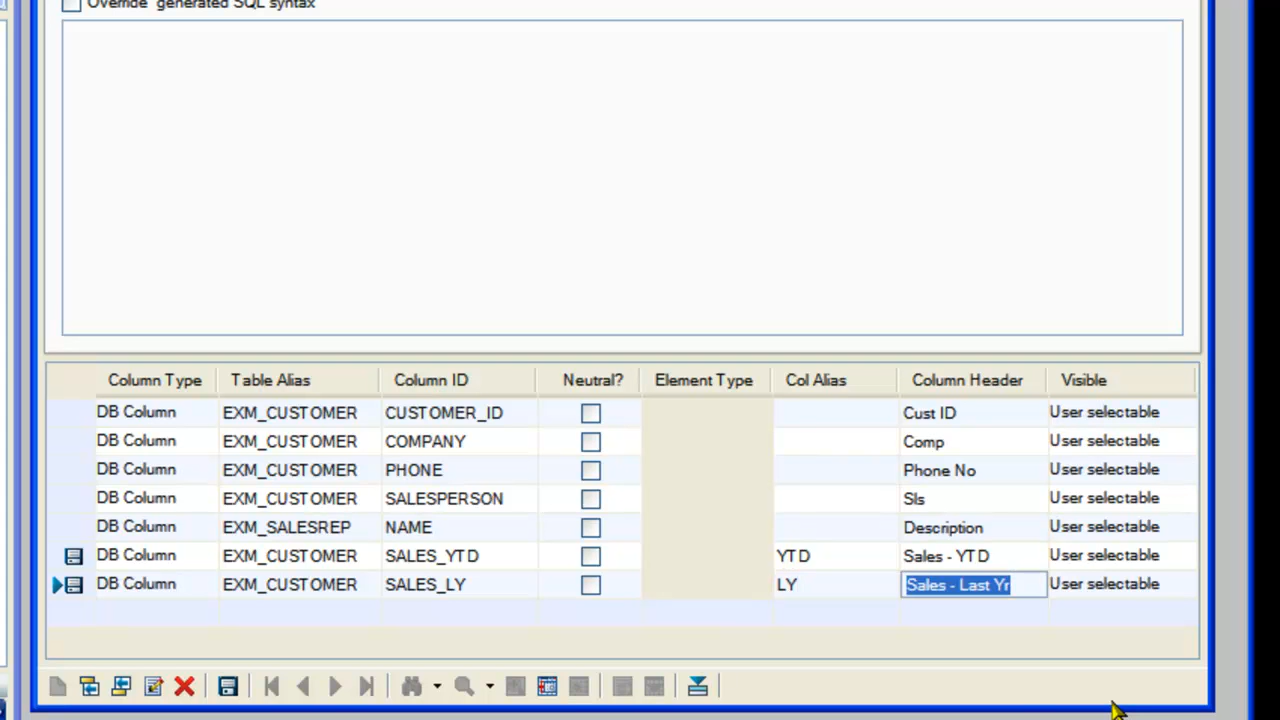 Override generated SQL syntax
Column Type Table Alias Column ID Neutral? Element Type Col Alias Column Header Visible
DB Column EXM_CUSTOMER CUSTOMER_ID Cust ID User selectable
DB Column EXM_CUSTOMER COMPANY Comp User selectable
DB Column EXM_CUSTOMER PHONE Phone No User selectable
DB Column EXM_CUSTOMER SALESPERSON Sls User selectable
DB Column EXM_SALESREP NAME Description User selectable
DB Column EXM_CUSTOMER SALES_YTD YTD Sales - YTD User selectable
DB Column EXM_CUSTOMER SALES_LY LY Sales - Last Yr User selectable